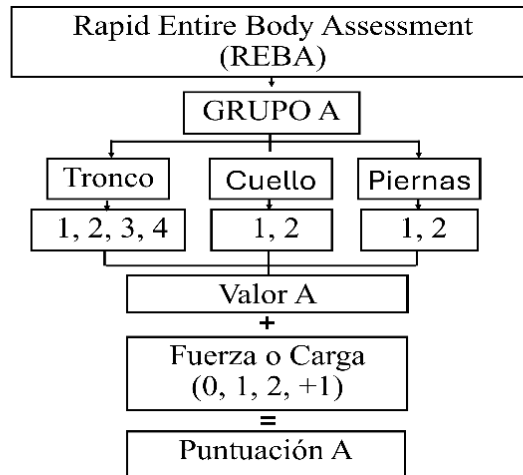 Rapid Entire Body Assessment
(REBA)
GRUPO A
Tronco
Cuello
Piernas
1, 2, 3, 4
1, 2
1, 2
Valor A
+
Fuerza o Carga
(0, 1, 2, +1)
=
Puntuación A